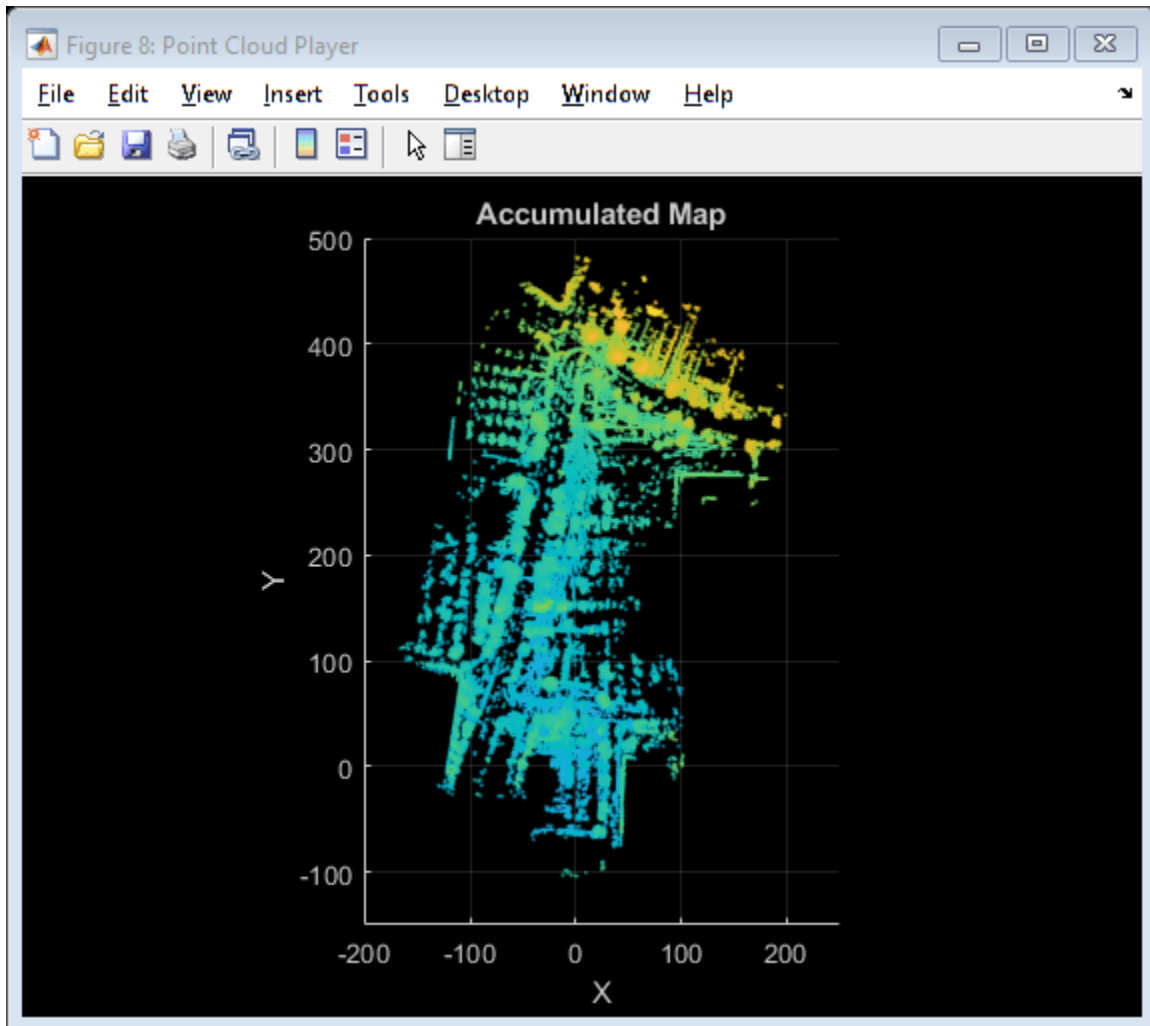 Figure 8: Point Cloud Player
File Edit View Insert Tools Desktop Window Help
Accumulated Map
500
400
300
200
100
0
-100
Y
-200 -100 0 100 200
X